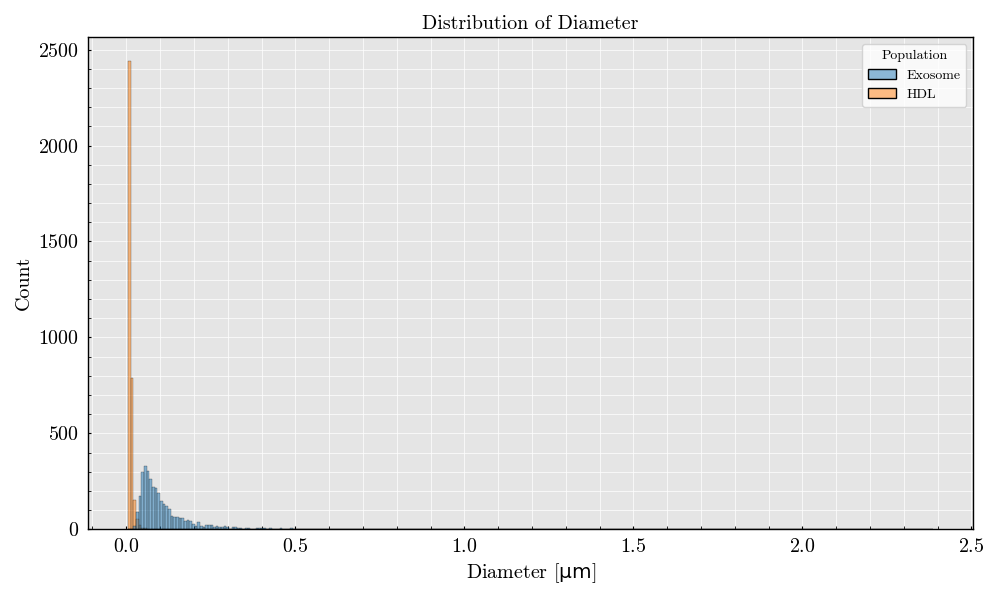 Distribution of Diameter
Population
Exosome
HDL
Count
2500
2000
1500
1000
500
0
0.0 0.5 1.0 1.5 2.0 2.5
Diameter [μm]